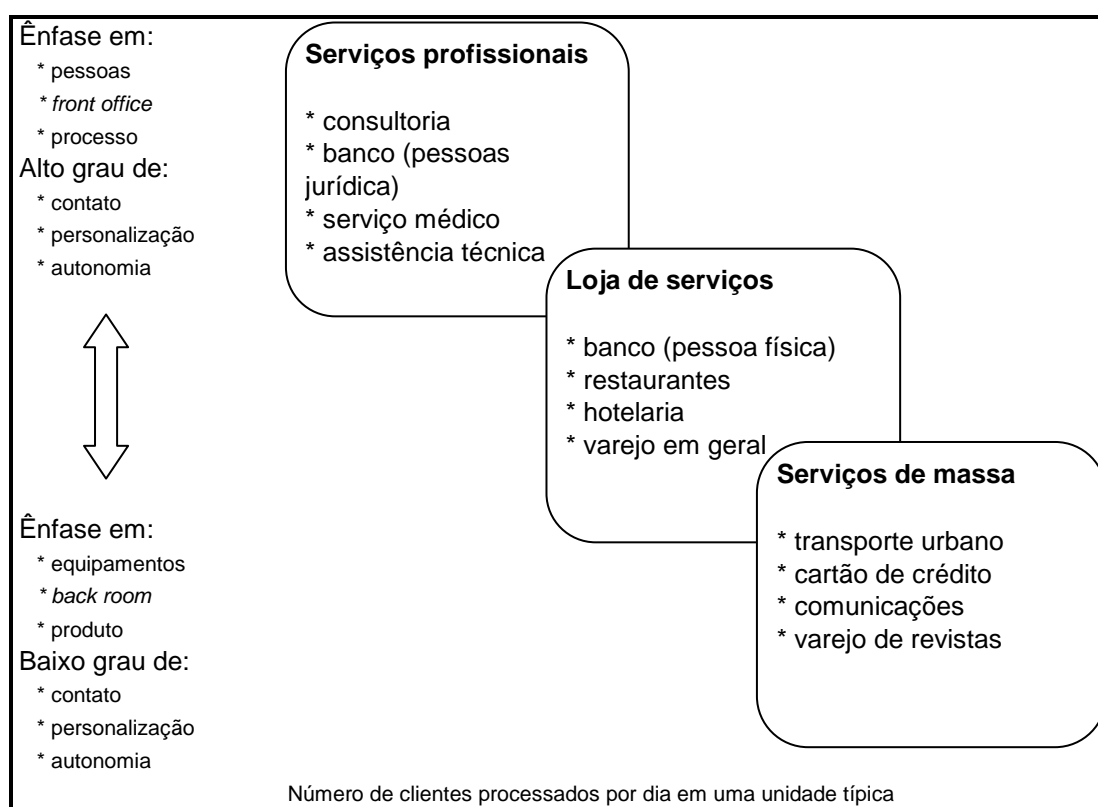 Ênfase em:
* pessoas
* front office
* processo
Alto grau de:
* contato
* personalização
* autonomia
Ênfase em:
* equipamentos
* back room
* produto
Baixo grau de:
* contato
* personalização
* autonomia
Serviços profissionais
* consultoria
* banco (pessoas
jurídica)
* serviço médico
* assistência técnica
Loja de serviços
* banco (pessoa física)
* restaurantes
* hotelaria
* varejo em geral
Serviços de massa
* transporte urbano
* cartão de crédito
* comunicações
* varejo de revistas
Número de clientes processados por dia em uma unidade típica